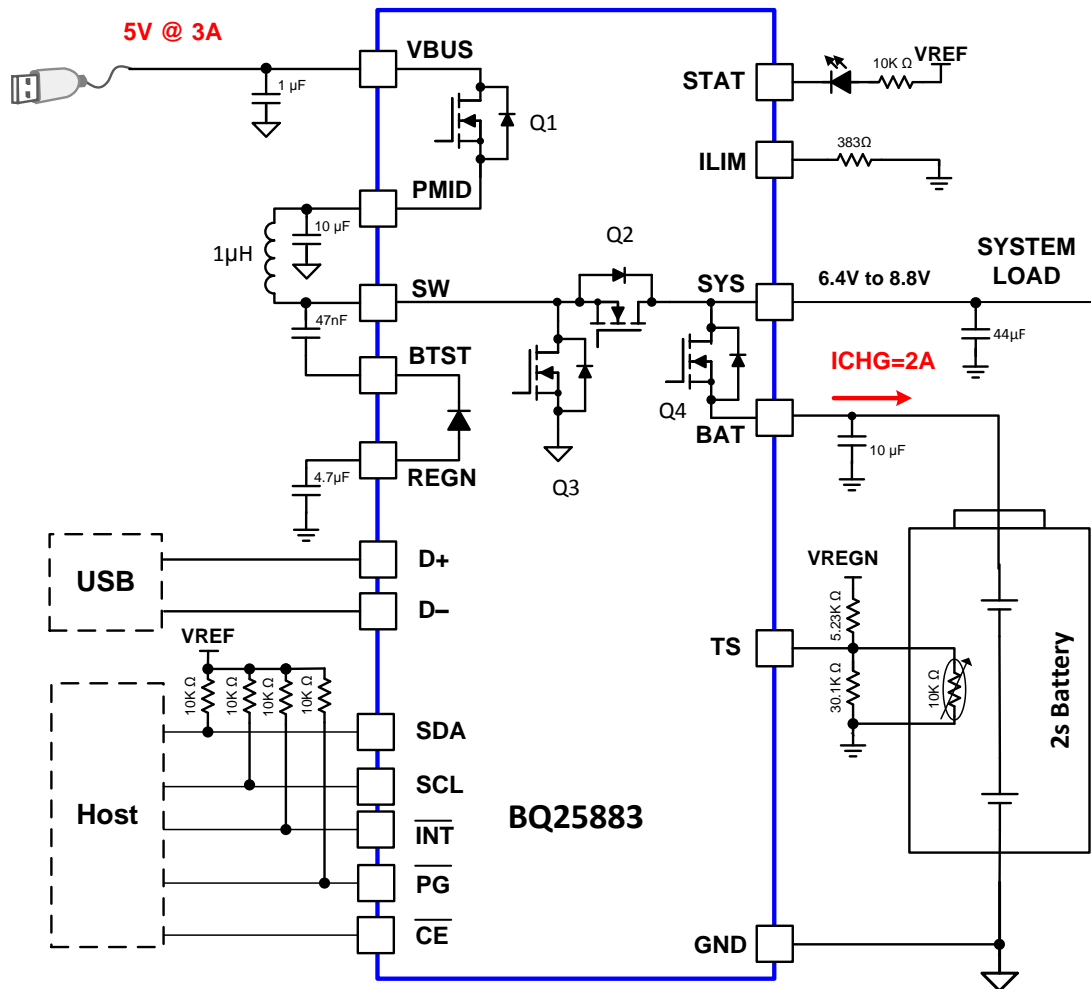 5V @ 3A
VBUS
1 µF
Q1
PMID
10 µF
1µH
SW
47nF
BTST
REGN
4.7µF
USB
D+
D–
VREF
10K Ω
10K Ω
10K Ω
10K Ω
Host
SDA
SCL
INT
PG
CE
BQ25883
Q2
Q3
Q4
STAT
10K Ω
VREF
ILIM
383Ω
SYS
6.4V to 8.8V
SYSTEM
LOAD
44µF
ICHG=2A
BAT
10 µF
VREGN
5.23K Ω
TS
30.1K Ω
10K Ω
2s Battery
GND